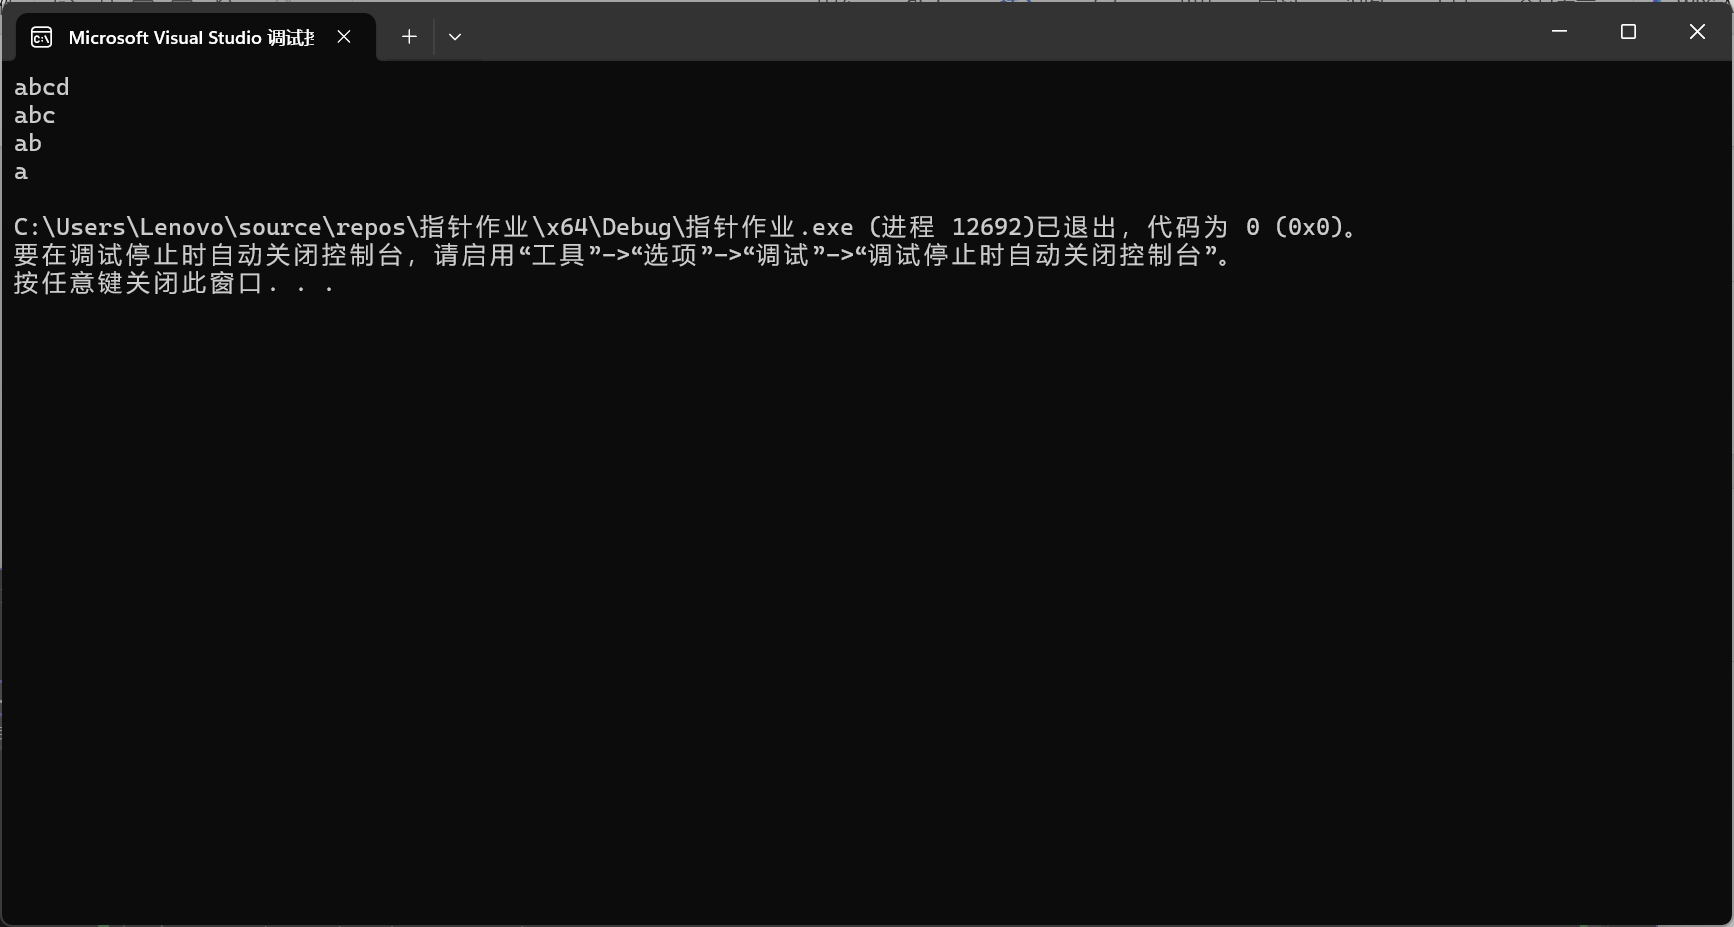 Microsoft Visual Studio 调试
abcd
abc
ab
a
C:\Users\Lenovo\source\repos\指针作业\x64\Debug\指针作业.exe (进程 12692)已退出，代码为 0 (0x0)。
要在调试停止时自动关闭控制台，请启用“工具”->“选项”->“调试”->“调试停止时自动关闭控制台”。
按任意键关闭此窗口. . .